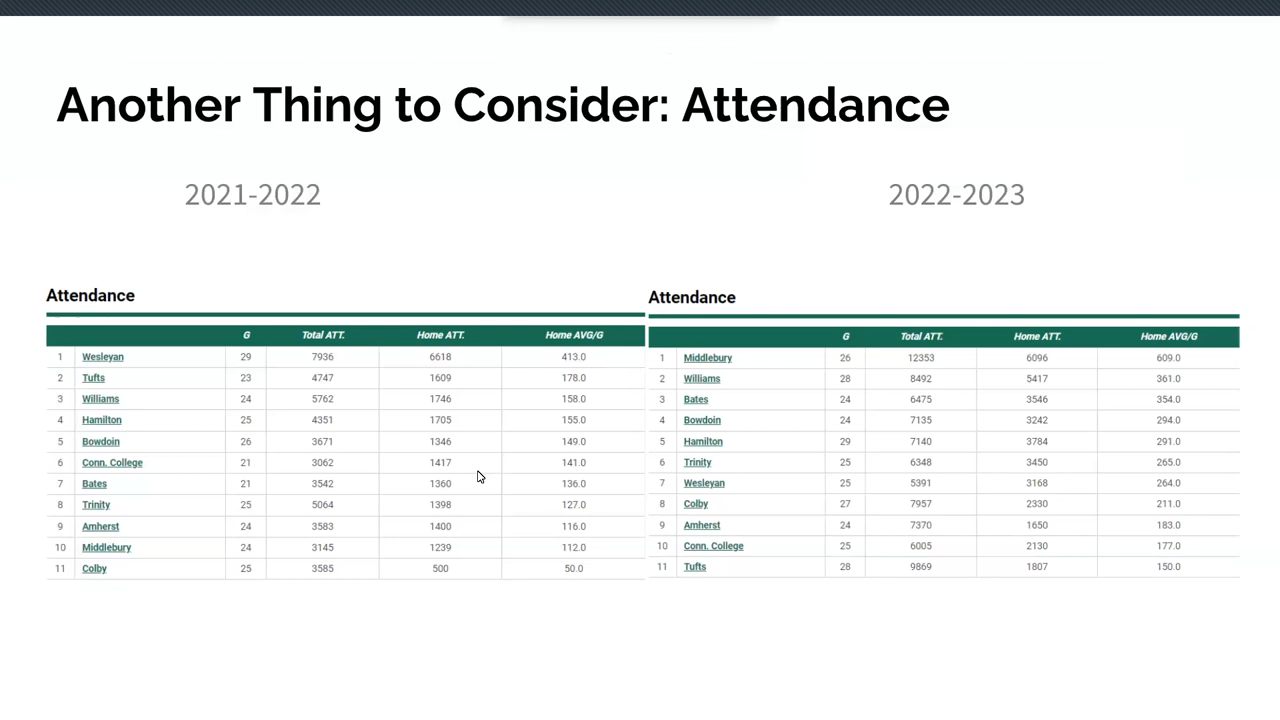 Another Thing to Consider: Attendance
2021-2022
2022-2023
Attendance
G Total ATT. Home ATT. Home AVG/G
1 Wesleyan 29 7936 6618 413.0
2 Tufts 23 4747 1609 178.0
3 Williams 24 5762 1746 158.0
4 Hamilton 25 4351 1705 155.0
5 Bowdoin 26 3671 1346 149.0
6 Conn. College 21 3062 1417 141.0
7 Bates 21 3542 1360 136.0
8 Trinity 25 5064 1398 127.0
9 Amherst 24 3583 1400 116.0
10 Middlebury 24 3145 1239 112.0
11 Colby 25 3585 500 50.0
Attendance
G Total ATT. Home ATT. Home AVG/G
1 Middlebury 26 12353 6096 609.0
2 Williams 28 8492 5417 361.0
3 Bates 24 6475 3546 354.0
4 Bowdoin 24 7135 3242 294.0
5 Hamilton 29 7140 3784 291.0
6 Trinity 25 6348 3450 265.0
7 Wesleyan 25 5391 3168 264.0
8 Colby 27 7957 2330 211.0
9 Amherst 24 7370 1650 183.0
10 Conn. College 25 6005 2130 177.0
11 Tufts 28 9869 1807 150.0